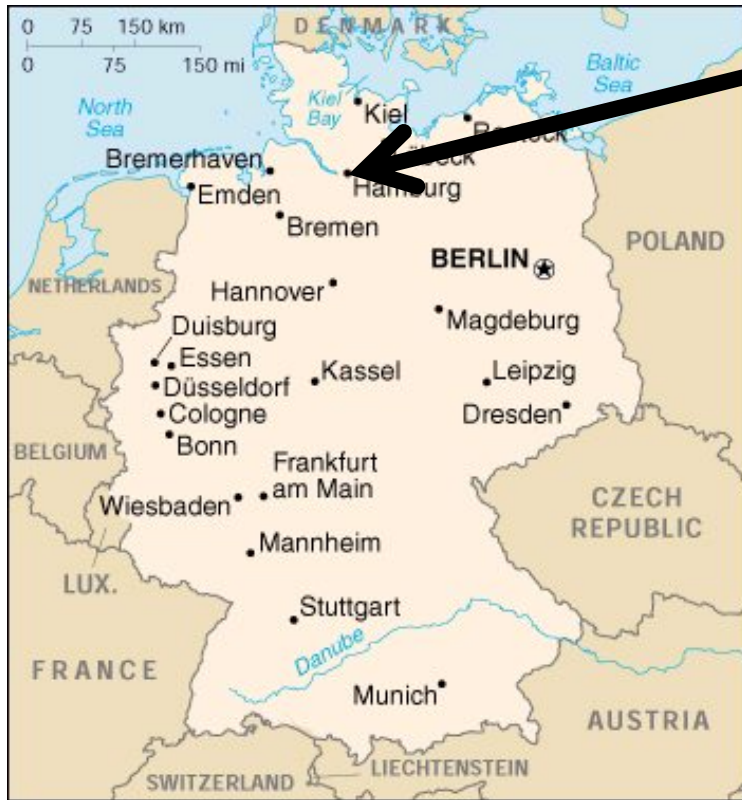 DENMARK
0 75 150 km
0 75 150 mi
North
Sea
Baltic
Sea
Kiel
Bay
Kiel
Bremerhaven
Emden
Hamburg
Bremen
POLAND
BERLIN
NETHERLANDS
Hannover
Magdeburg
Duisburg
Essen
Kassel
Leipzig
Düsseldorf
Cologne
Dresden
BELGIUM
Bonn
Frankfurt
am Main
Wiesbaden
CZECH
REPUBLIC
Mannheim
LUX.
Stuttgart
Danube
FRANCE
Munich
AUSTRIA
LIECHTENSTEIN
SWITZERLAND